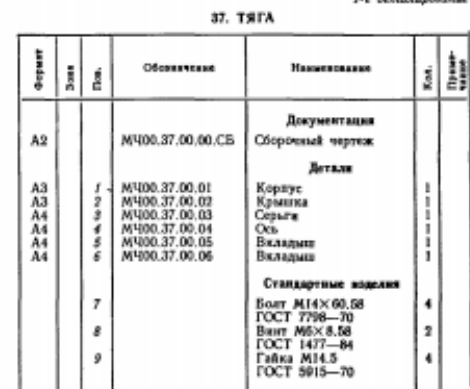 37. ТЯГА
Формат Зона Поз. Обозначение Наименование Кол. Приме-
чание
Документация
А2 МЧ00.37.00.00.СБ Сборочный чертеж
Детали
А3 1 МЧ00.37.00.01 Корпус 1
А3 2 МЧ00.37.00.02 Крышка 1
А4 3 МЧ00.37.00.03 Серьга 1
А4 4 МЧ00.37.00.04 Ось 1
А4 5 МЧ00.37.00.05 Вкладыш 1
А4 6 МЧ00.37.00.06 Вкладыш 1
Стандартные изделия
7 Болт М14×60.58 4
ГОСТ 7798—70
8 Винт М6×8.58 2
ГОСТ 1477—84
9 Гайка М14.5 4
ГОСТ 5915—70